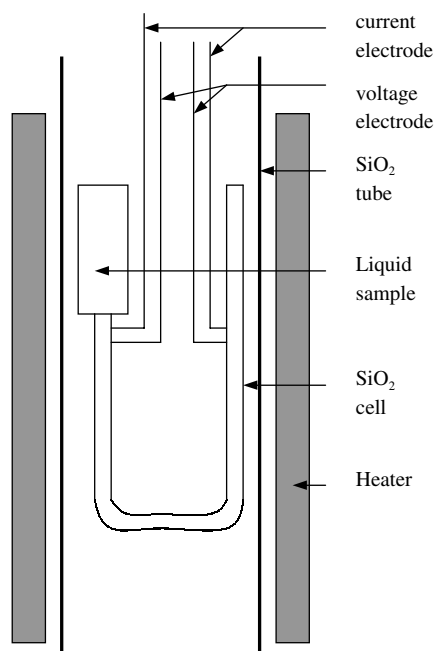 current
electrode
voltage
electrode
SiO₂
tube
Liquid
sample
SiO₂
cell
Heater